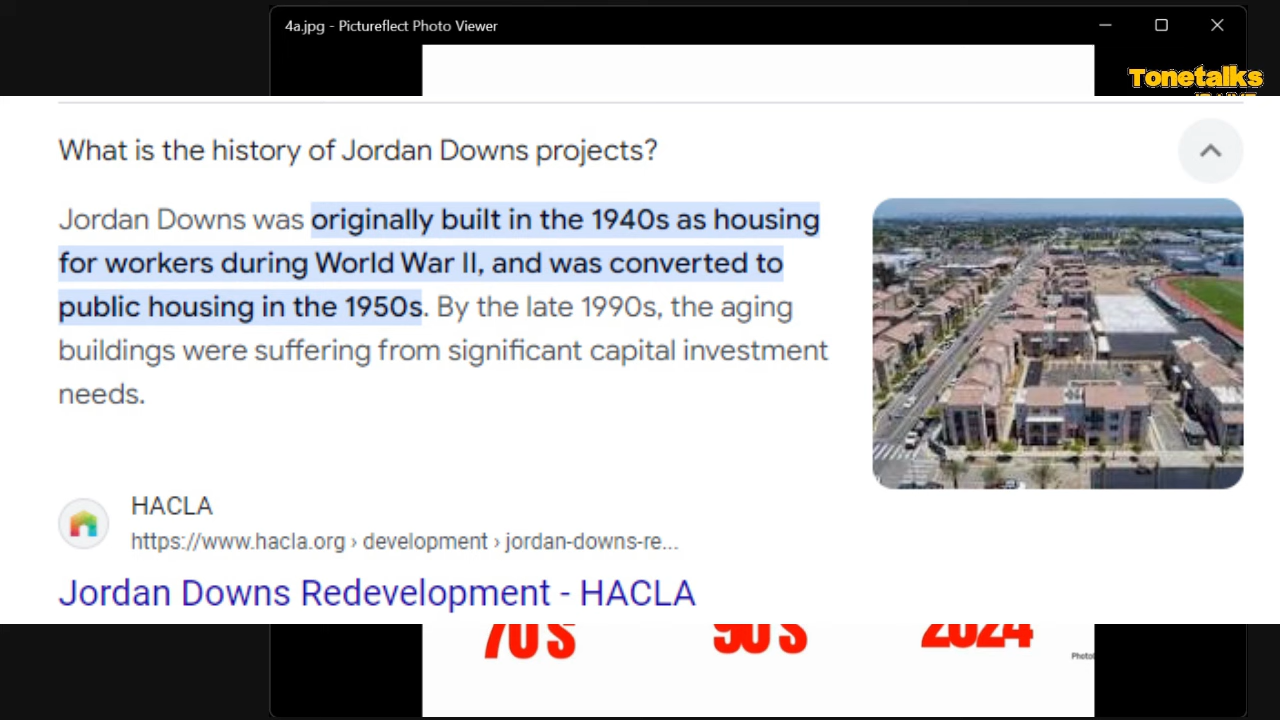 4a.jpg - Pictureflect Photo Viewer
Tonetalks
What is the history of Jordan Downs projects?
Jordan Downs was originally built in the 1940s as housing
for workers during World War II, and was converted to
public housing in the 1950s. By the late 1990s, the aging
buildings were suffering from significant capital investment
needs.
HACLA
https://www.hacla.org › development › jordan-downs-re...
Jordan Downs Redevelopment - HACLA
70'S 90'S 2024